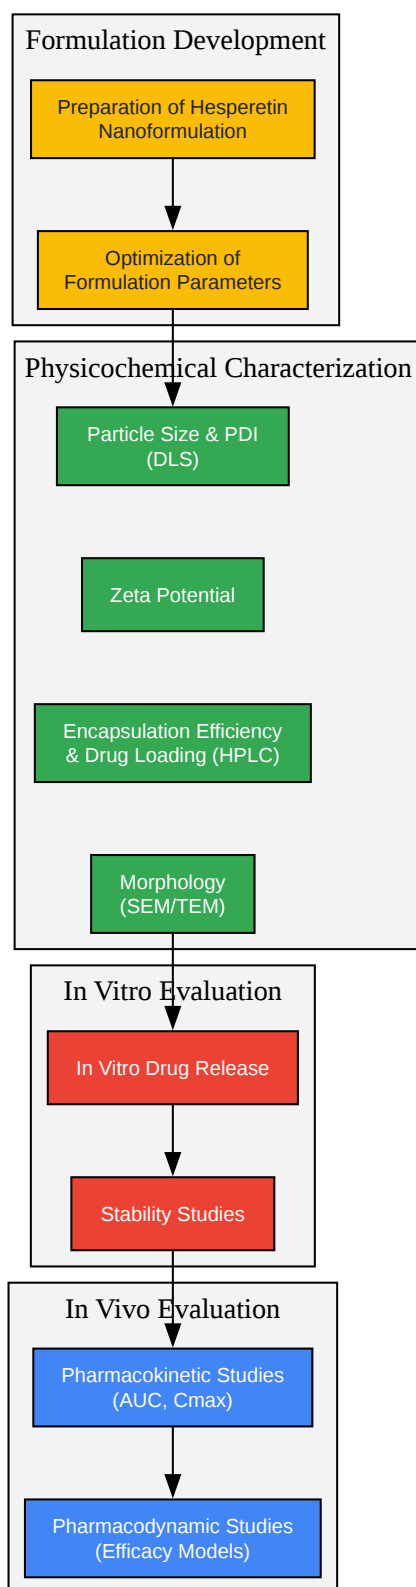 Formulation Development
Preparation of Hesperetin
Nanoformulation
Optimization of
Formulation Parameters
Physicochemical Characterization
Particle Size & PDI
(DLS)
Zeta Potential
Encapsulation Efficiency
& Drug Loading (HPLC)
Morphology
(SEM/TEM)
In Vitro Evaluation
In Vitro Drug Release
Stability Studies
In Vivo Evaluation
Pharmacokinetic Studies
(AUC, Cmax)
Pharmacodynamic Studies
(Efficacy Models)